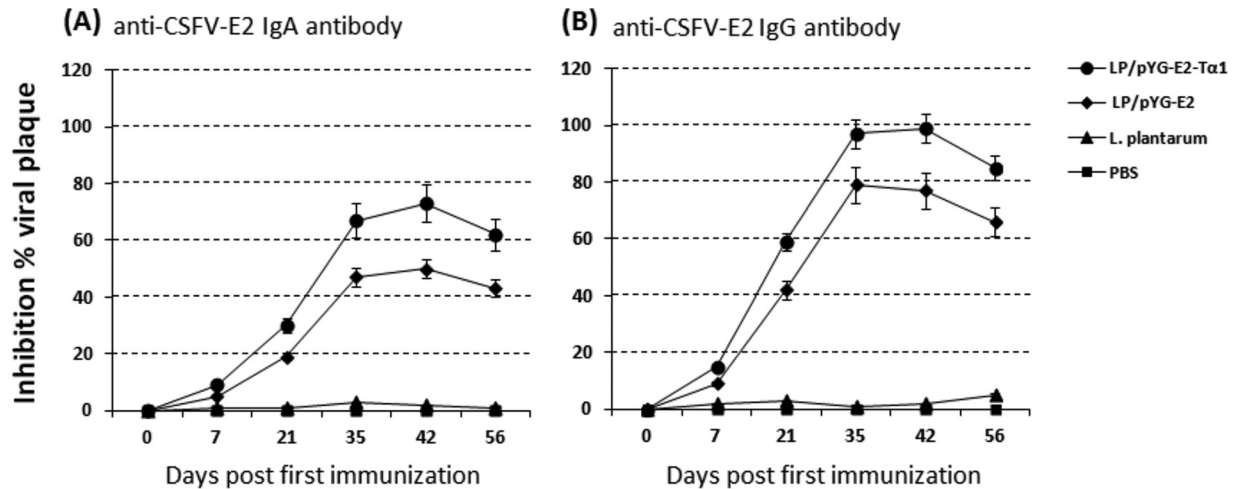 (A) anti-CSFV-E2 IgA antibody
Inhibition % viral plaque
120
100
80
60
40
20
0
0 7 21 35 42 56
Days post first immunization
(B) anti-CSFV-E2 IgG antibody
120
100
80
60
40
20
0
0 7 21 35 42 56
Days post first immunization
LP/pYG-E2-Tα1
LP/pYG-E2
L. plantarum
PBS